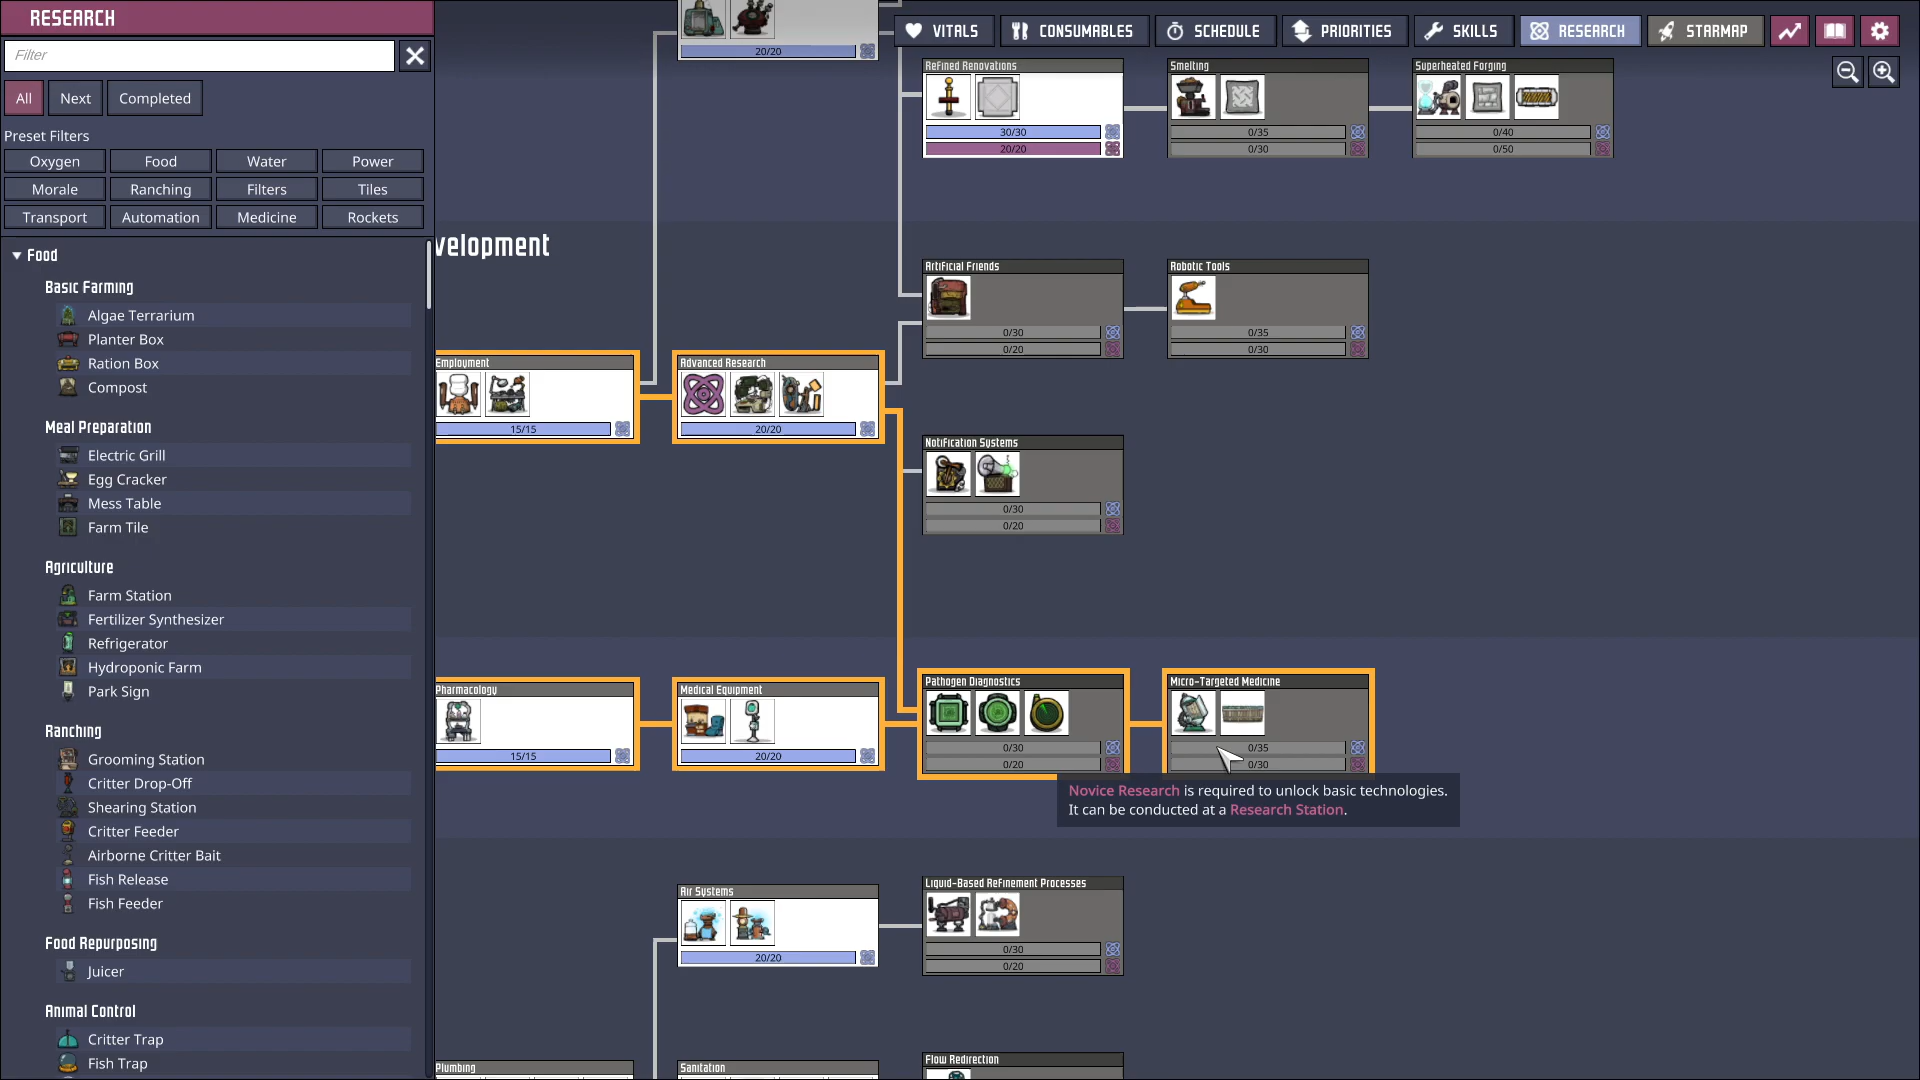 RESEARCH
Filter
All
Next
Completed
Preset Filters
Oxygen
Food
Water
Power
Morale
Ranching
Filters
Tiles
Transport
Automation
Medicine
Rockets
Food
Basic Farming
Algae Terrarium
Planter Box
Ration Box
Compost
Meal Preparation
Electric Grill
Egg Cracker
Mess Table
Farm Tile
Agriculture
Farm Station
Fertilizer Synthesizer
Refrigerator
Hydroponic Farm
Park Sign
Ranching
Grooming Station
Critter Drop-Off
Shearing Station
Critter Feeder
Airborne Critter Bait
Fish Release
Fish Feeder
Food Repurposing
Juicer
Animal Control
Critter Trap
Fish Trap
VITALS
CONSUMABLES
SCHEDULE
PRIORITIES
SKILLS
RESEARCH
STARMAP
20/20
Refined Renovations
30/30
20/20
Smelting
0/35
0/30
Superheated Forging
0/40
0/50
velopment
Artificial Friends
0/30
0/20
Robotic Tools
0/35
0/30
Employment
15/15
Advanced Research
20/20
Notification Systems
0/30
0/20
Pharmacology
15/15
Medical Equipment
20/20
Pathogen Diagnostics
0/30
0/20
Micro-Targeted Medicine
0/35
0/30
Novice Research is required to unlock basic technologies.
It can be conducted at a Research Station.
Air Systems
20/20
Liquid-Based Refinement Processes
0/30
0/20
Plumbing
Sanitation
Flow Redirection